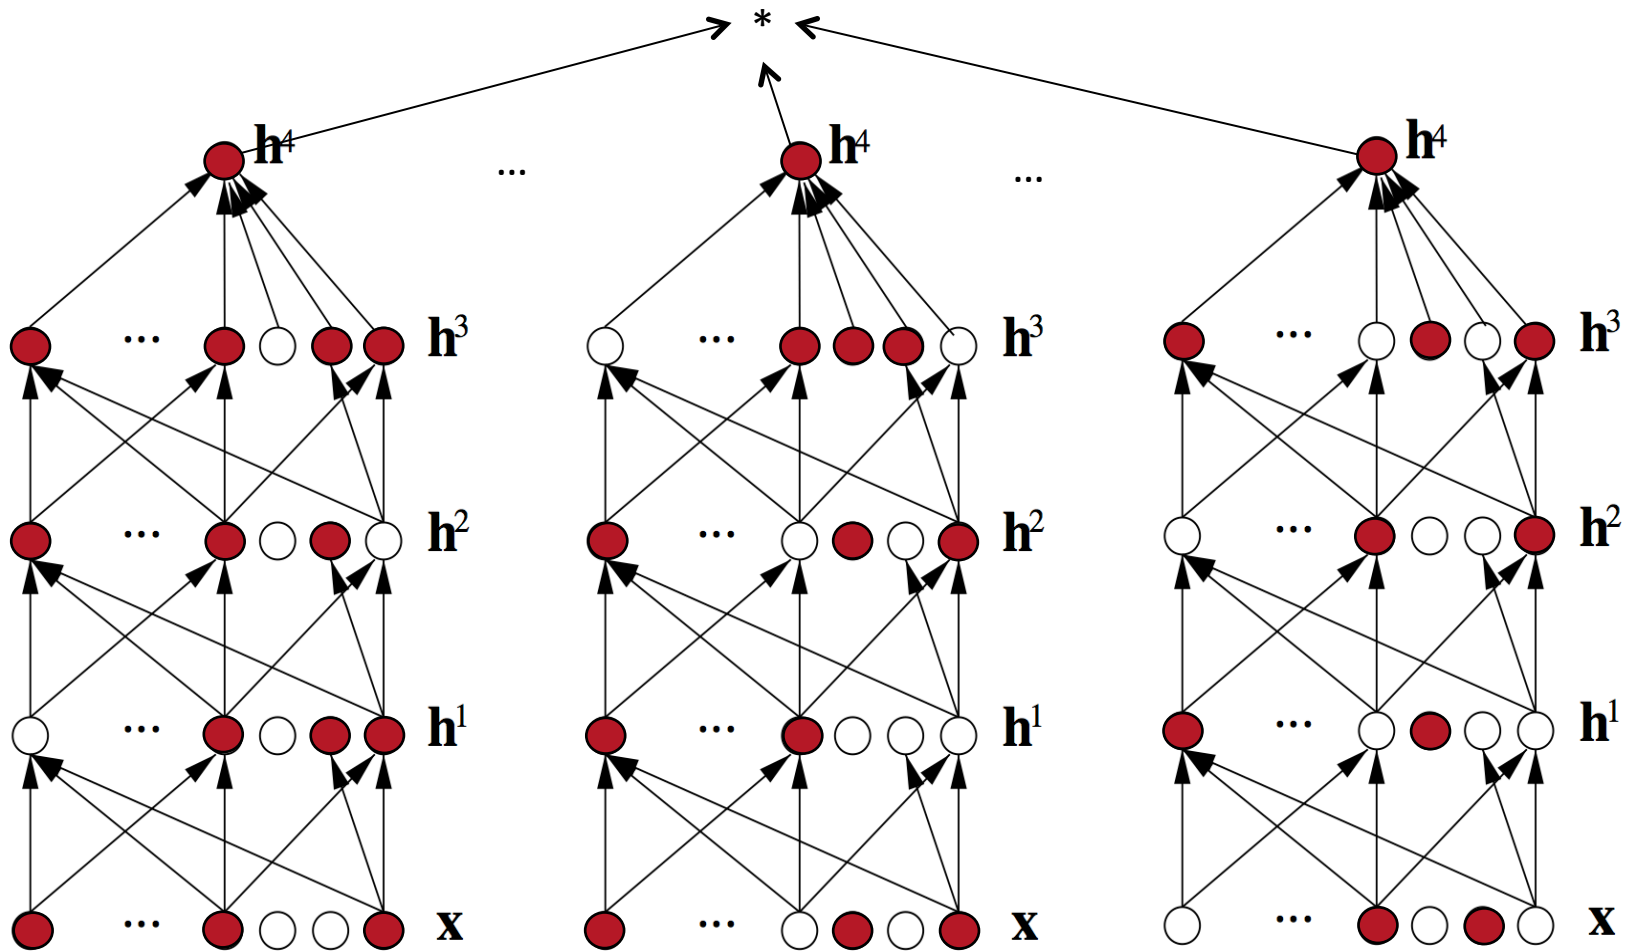 *
h⁴ ... h⁴ ... h⁴
... h³ ... h³ ... h³
... h² ... h² ... h²
... h¹ ... h¹ ... h¹
... x ... x ... x